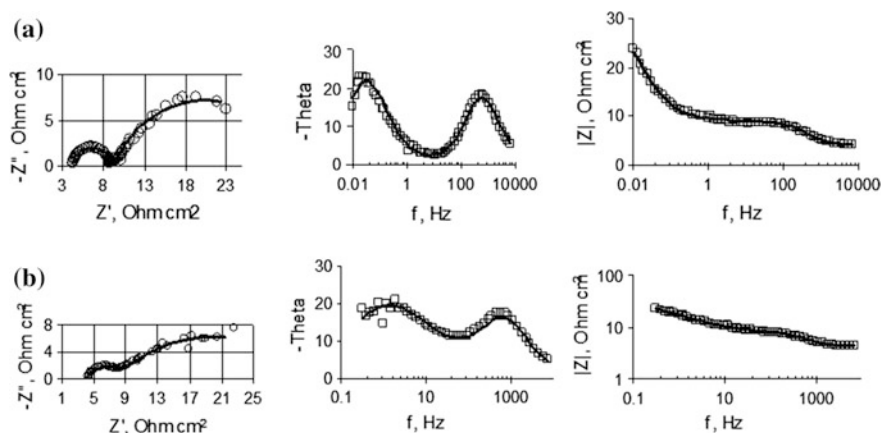 (a)
-Z", Ohm cm²
10
5
0
3 8 13 18 23
Z', Ohm cm2
-Theta
30
20
10
0
0.01 1 100 10000
f, Hz
|Z|, Ohm cm²
30
20
10
0
0.01 1 100 10000
f, Hz
(b)
-Z", Ohm cm²
8
4
0
1 5 9 13 17 21 25
Z', Ohm cm²
-Theta
30
20
10
0
0.1 10 1000
f, Hz
|Z|, Ohm cm²
100
10
1
0.1 10 1000
f, Hz